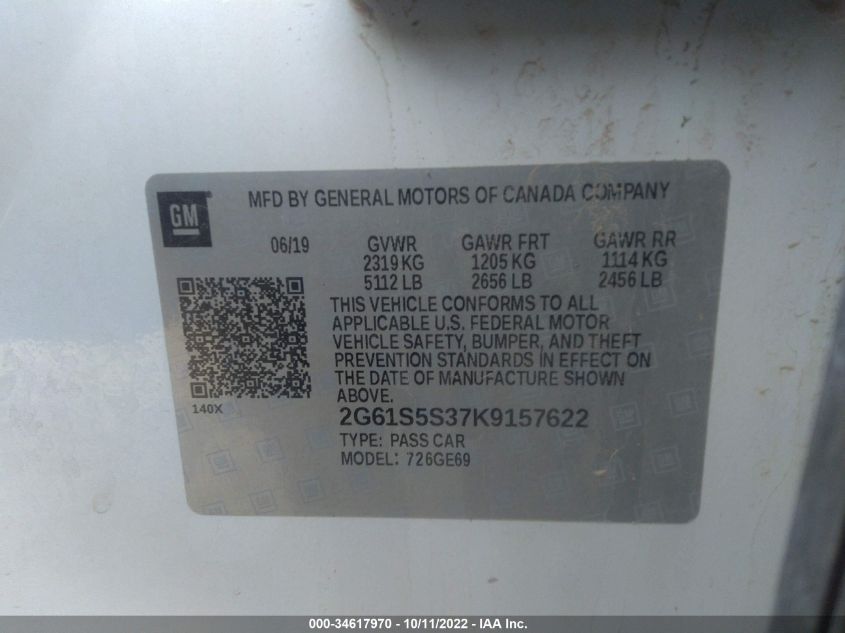 GM
MFD BY GENERAL MOTORS OF CANADA COMPANY
06/19 GVWR GAWR FRT GAWR RR
2319 KG 1205 KG 1114 KG
5112 LB 2656 LB 2456 LB
THIS VEHICLE CONFORMS TO ALL
APPLICABLE U.S. FEDERAL MOTOR
VEHICLE SAFETY, BUMPER, AND THEFT
PREVENTION STANDARDS IN EFFECT ON
THE DATE OF MANUFACTURE SHOWN
ABOVE.
140X
2G61S5S37K9157622
TYPE: PASS CAR
MODEL: 726GE69
000-34617970 - 10/11/2022 - IAA Inc.